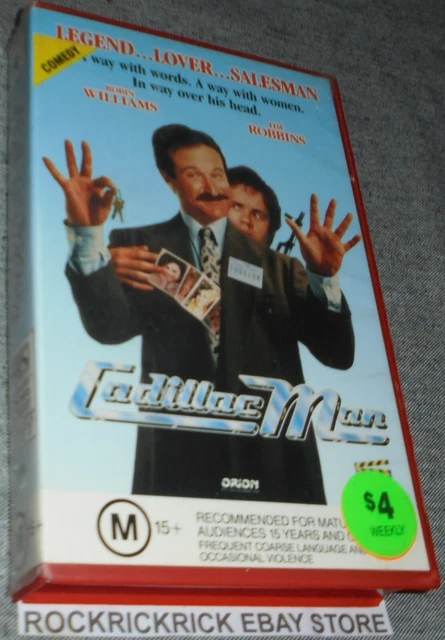 LEGEND...LOVER...SALESMAN
COMEDY
way with words. A way with women.
In way over his head.
ROBIN
WILLIAMS
TIM
ROBBINS
Cadillac Man
ORION
$4
WEEKLY
M 15+
RECOMMENDED FOR
AUDIENCES 15 YEARS AND
FREQUENT COARSE LANGUAGE AND
OCCASIONAL VIOLENCE
ROCKRICKRICK EBAY STORE